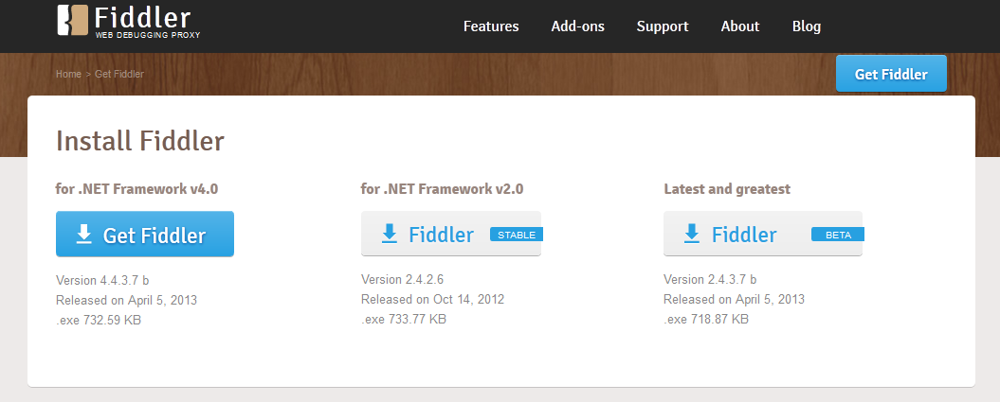 Fiddler
WEB DEBUGGING PROXY
Features Add-ons Support About Blog
Home > Get Fiddler
Get Fiddler
Install Fiddler
for .NET Framework v4.0
Get Fiddler
Version 4.4.3.7 b
Released on April 5, 2013
.exe 732.59 KB
for .NET Framework v2.0
Fiddler STABLE
Version 2.4.2.6
Released on Oct 14, 2012
.exe 733.77 KB
Latest and greatest
Fiddler BETA
Version 2.4.3.7 b
Released on April 5, 2013
.exe 718.87 KB